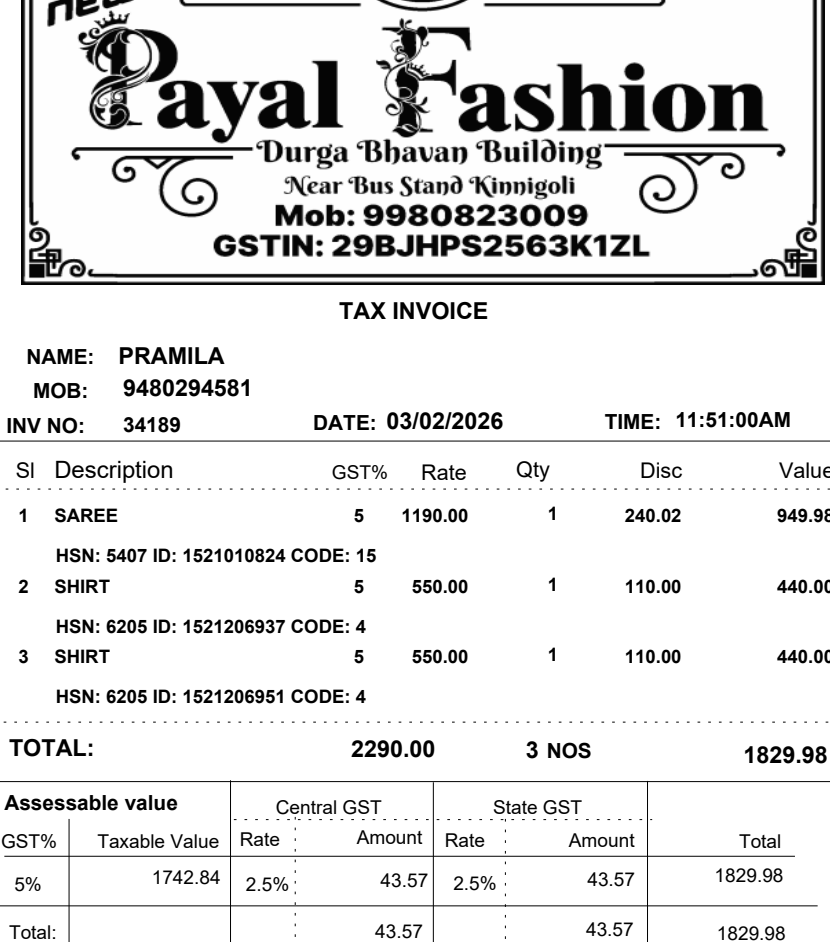 new
Payal Fashion
Durga Bhavan Building
Near Bus Stand Kinnigoli
Mob: 9980823009
GSTIN: 29BJHPS2563K1ZL
TAX INVOICE
NAME: PRAMILA
MOB: 9480294581
INV NO: 34189 DATE: 03/02/2026 TIME: 11:51:00AM
Sl Description GST% Rate Qty Disc Value
1 SAREE 5 1190.00 1 240.02 949.98
HSN: 5407 ID: 1521010824 CODE: 15
2 SHIRT 5 550.00 1 110.00 440.00
HSN: 6205 ID: 1521206937 CODE: 4
3 SHIRT 5 550.00 1 110.00 440.00
HSN: 6205 ID: 1521206951 CODE: 4
TOTAL: 2290.00 3 NOS 1829.98
Assessable value Central GST State GST
GST% Taxable Value Rate Amount Rate Amount Total
5% 1742.84 2.5% 43.57 2.5% 43.57 1829.98
Total: 43.57 43.57 1829.98